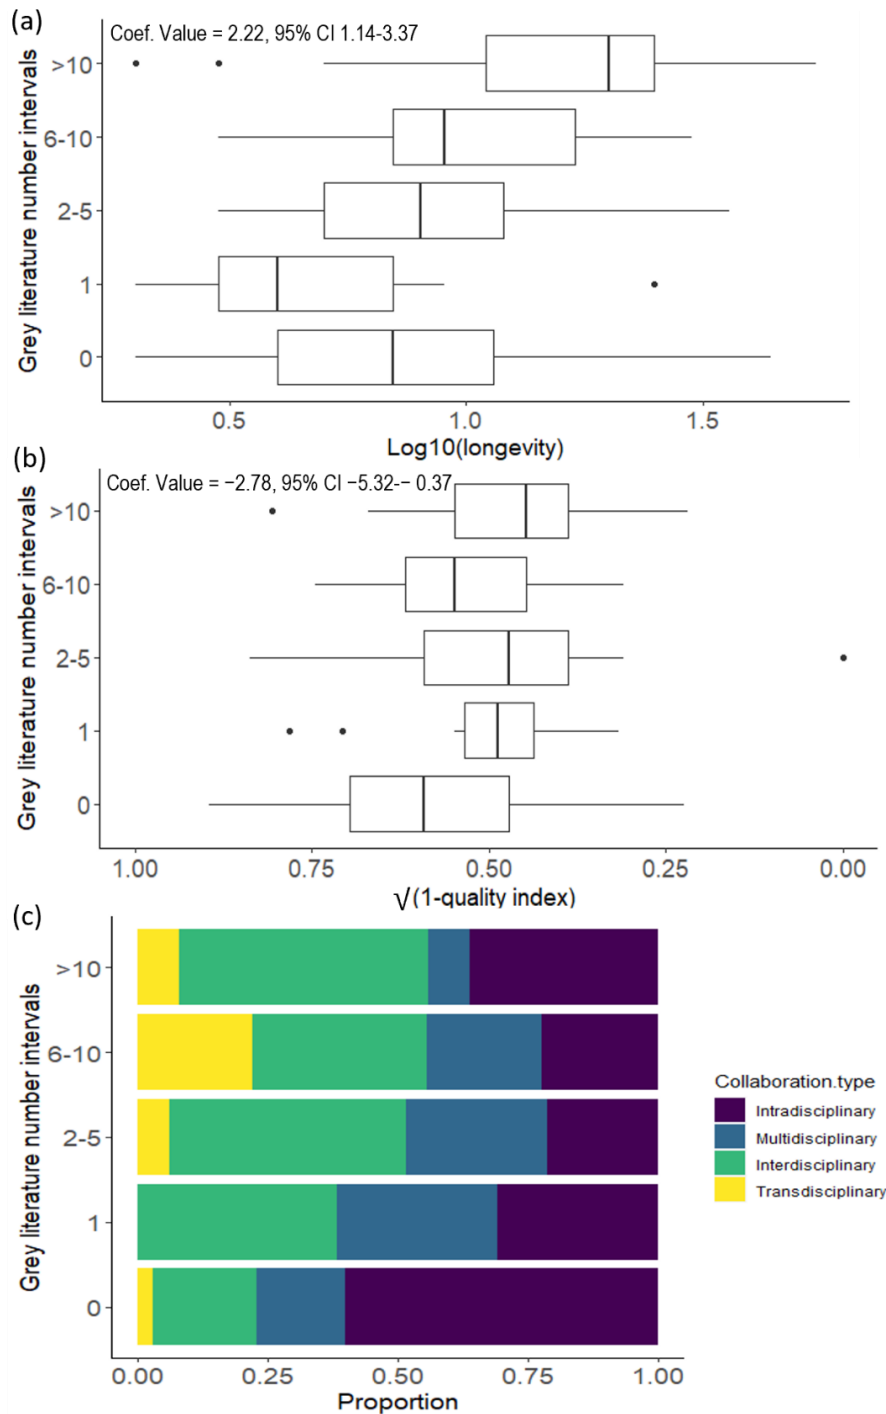 (a)
Coef. Value = 2.22, 95% CI 1.14-3.37
Grey literature number intervals
>10
6-10
2-5
1
0
0.5 1.0 1.5
Log10(longevity)
(b)
Coef. Value = −2.78, 95% CI −5.32-− 0.37
Grey literature number intervals
>10
6-10
2-5
1
0
1.00 0.75 0.50 0.25 0.00
√(1-quality index)
(c)
Grey literature number intervals
>10
6-10
2-5
1
0
0.00 0.25 0.50 0.75 1.00
Proportion
Collaboration.type
Intradisciplinary
Multidisciplinary
Interdisciplinary
Transdisciplinary